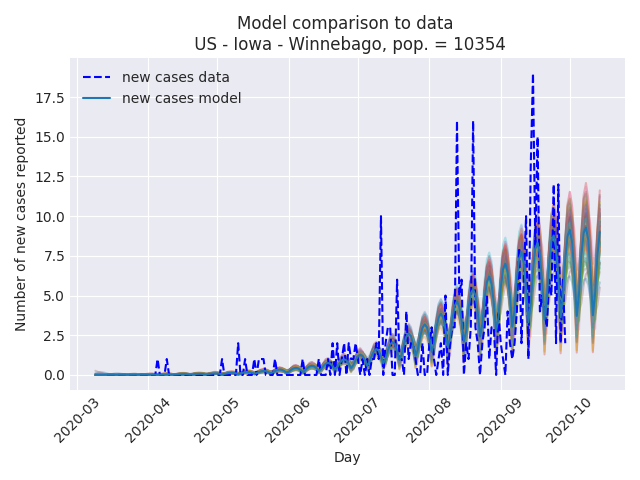 Model comparison to data
US - Iowa - Winnebago, pop. = 10354
new cases data
new cases model
Number of new cases reported
17.5
15.0
12.5
10.0
7.5
5.0
2.5
0.0
2020-03
2020-04
2020-05
2020-06
2020-07
2020-08
2020-09
2020-10
Day